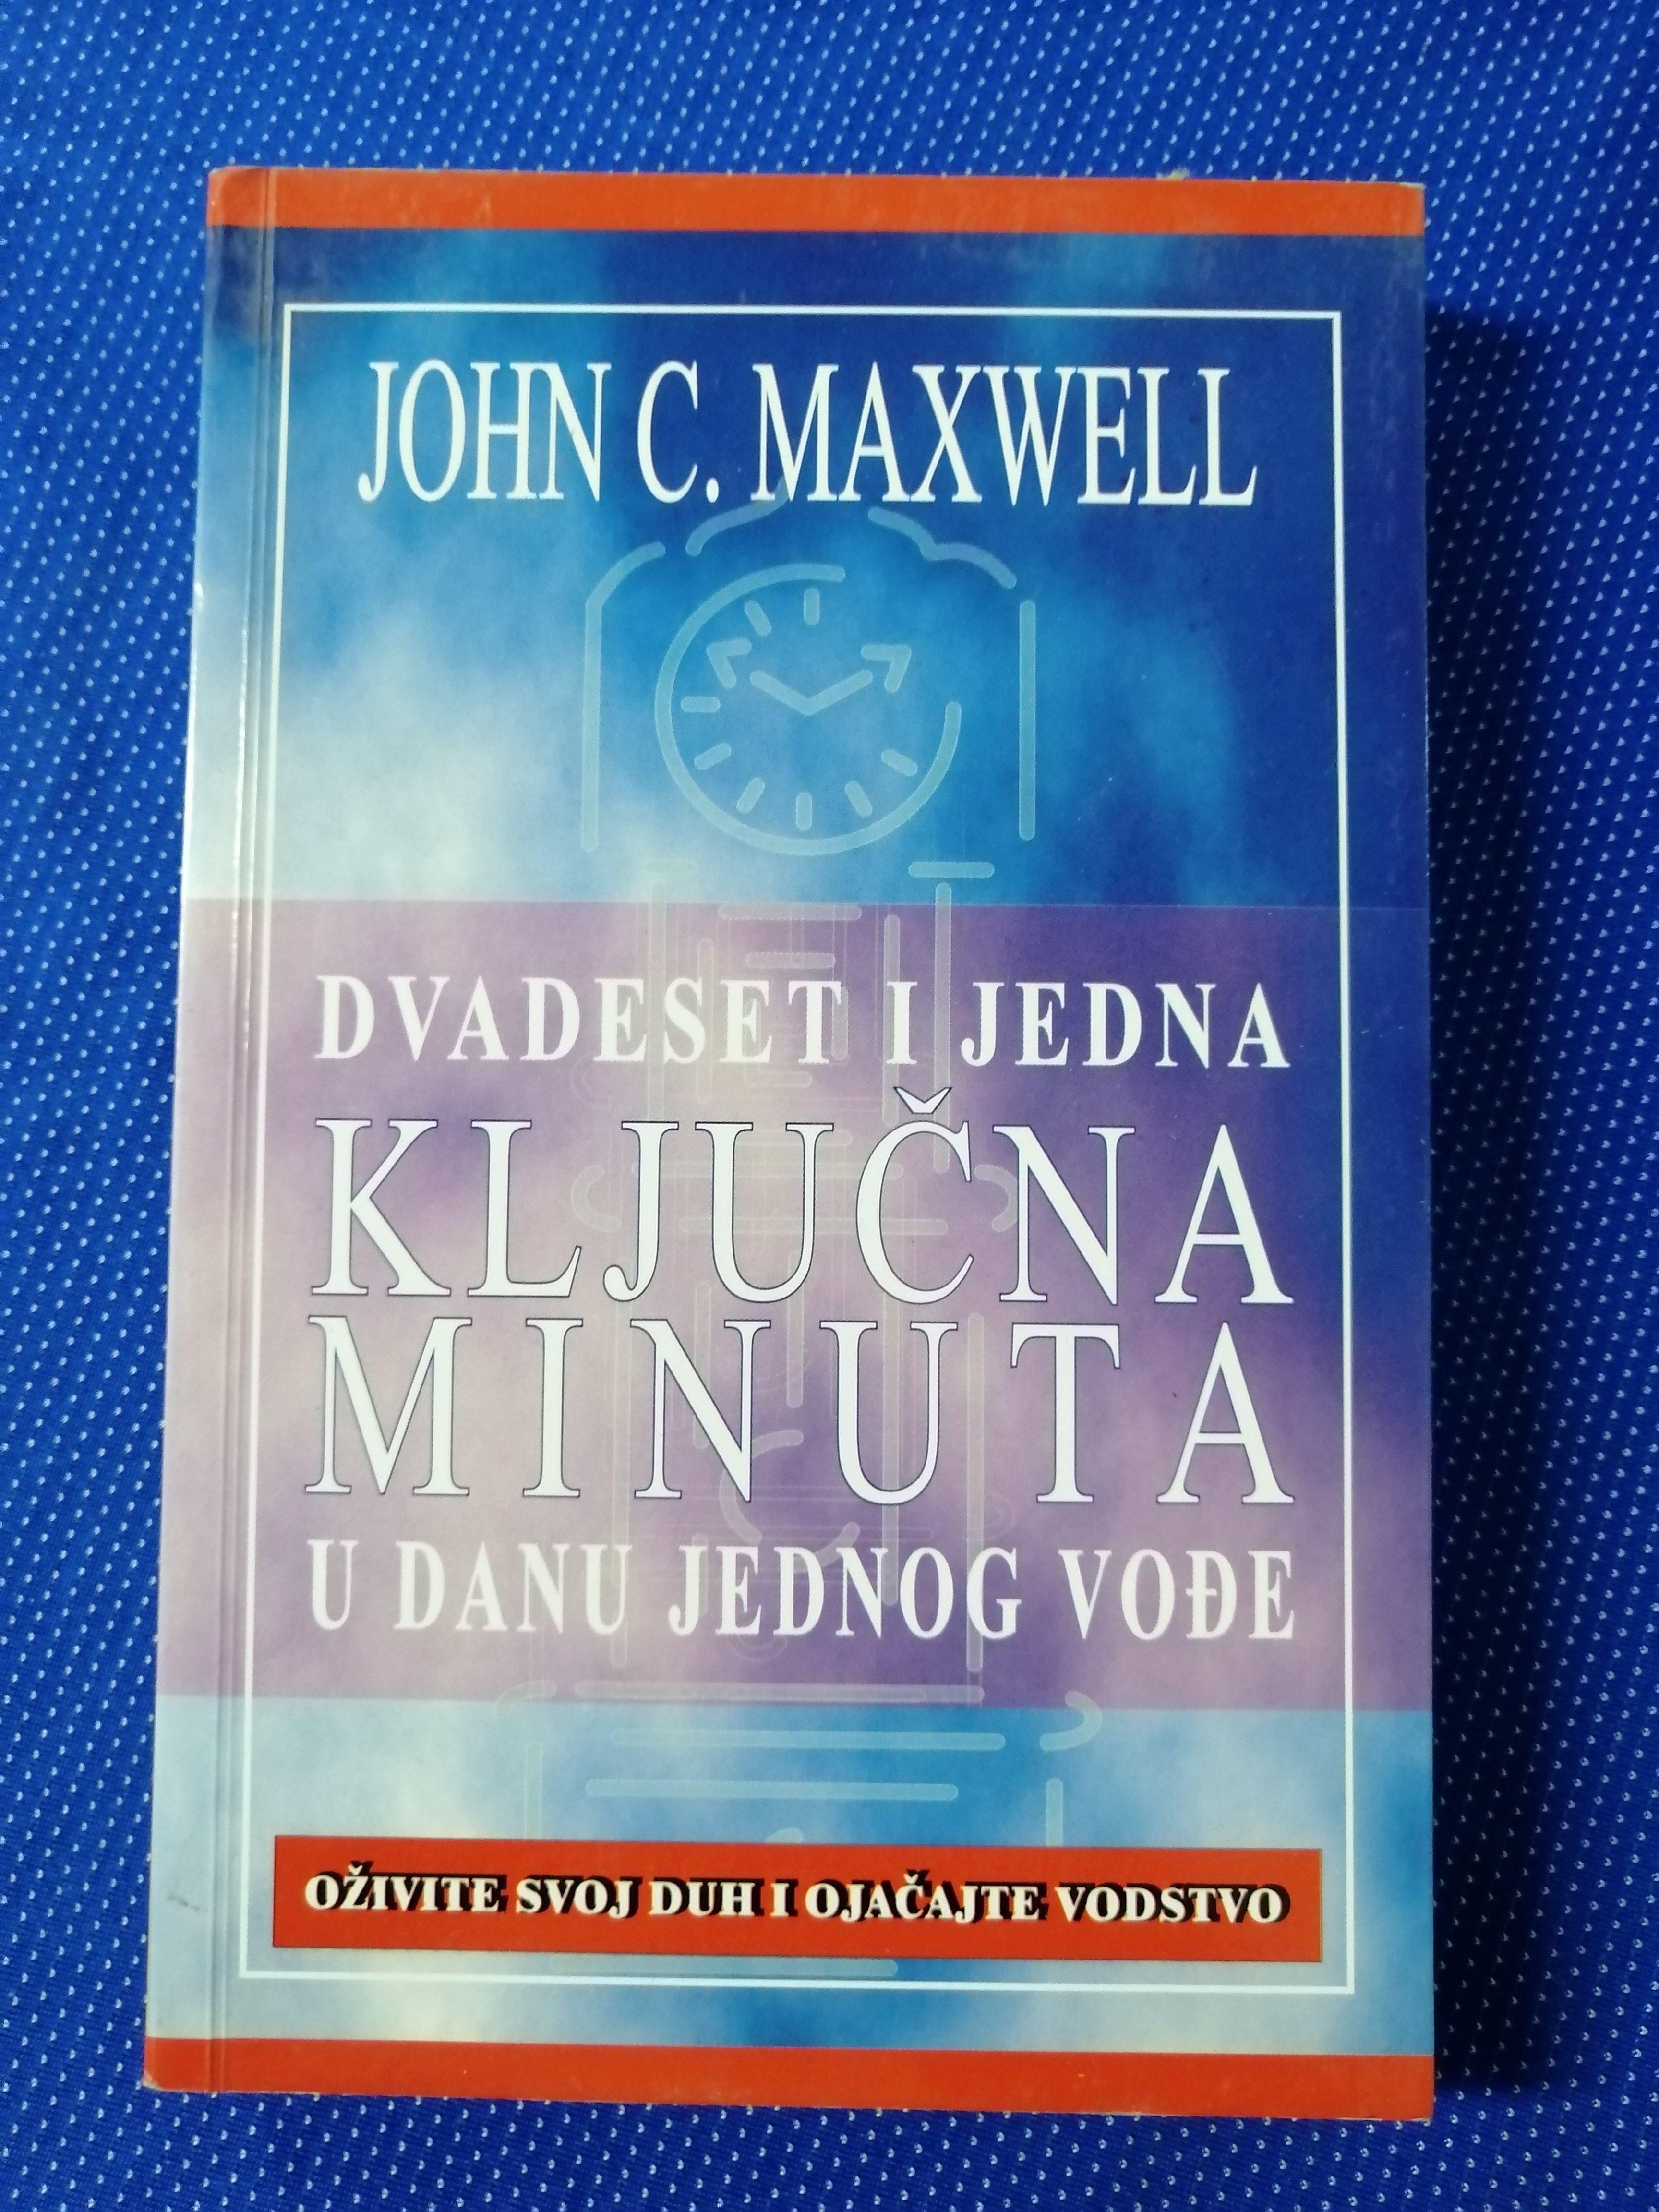 JOHN C. MAXWELL
DVADESET I JEDNA
KLJUČNA
MINUTA
U DANU JEDNOG VOĐE
OŽIVITE SVOJ DUH I OJAČAJTE VODSTVO